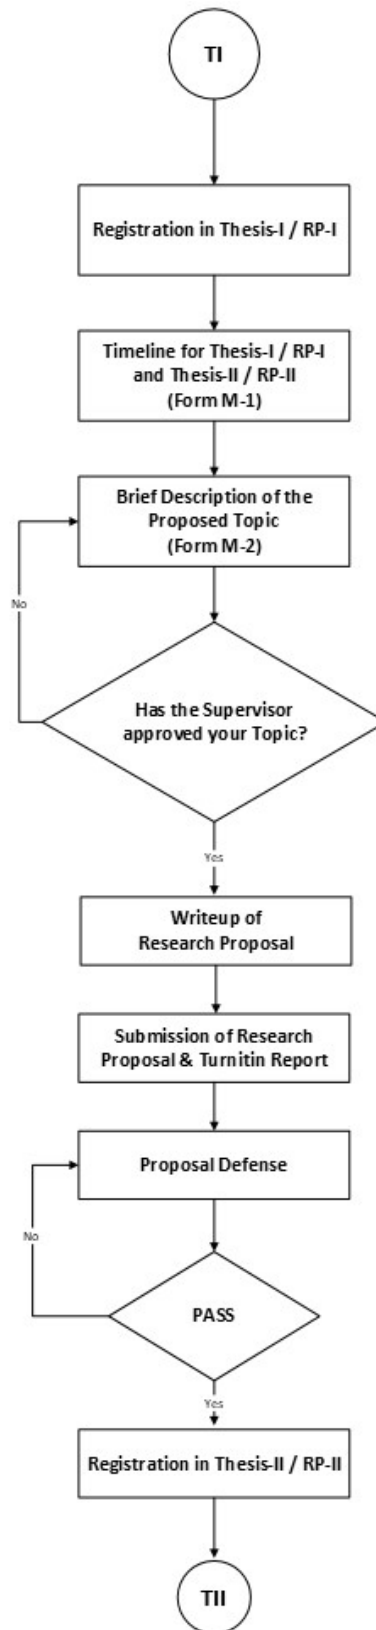 TI
Registration in Thesis-I / RP-I
Timeline for Thesis-I / RP-I
and Thesis-II / RP-II
(Form M-1)
Brief Description of the
Proposed Topic
(Form M-2)
No
Has the Supervisor
approved your Topic?
Yes
Writeup of
Research Proposal
Submission of Research
Proposal & Turnitin Report
Proposal Defense
No
PASS
Yes
Registration in Thesis-II / RP-II
TII